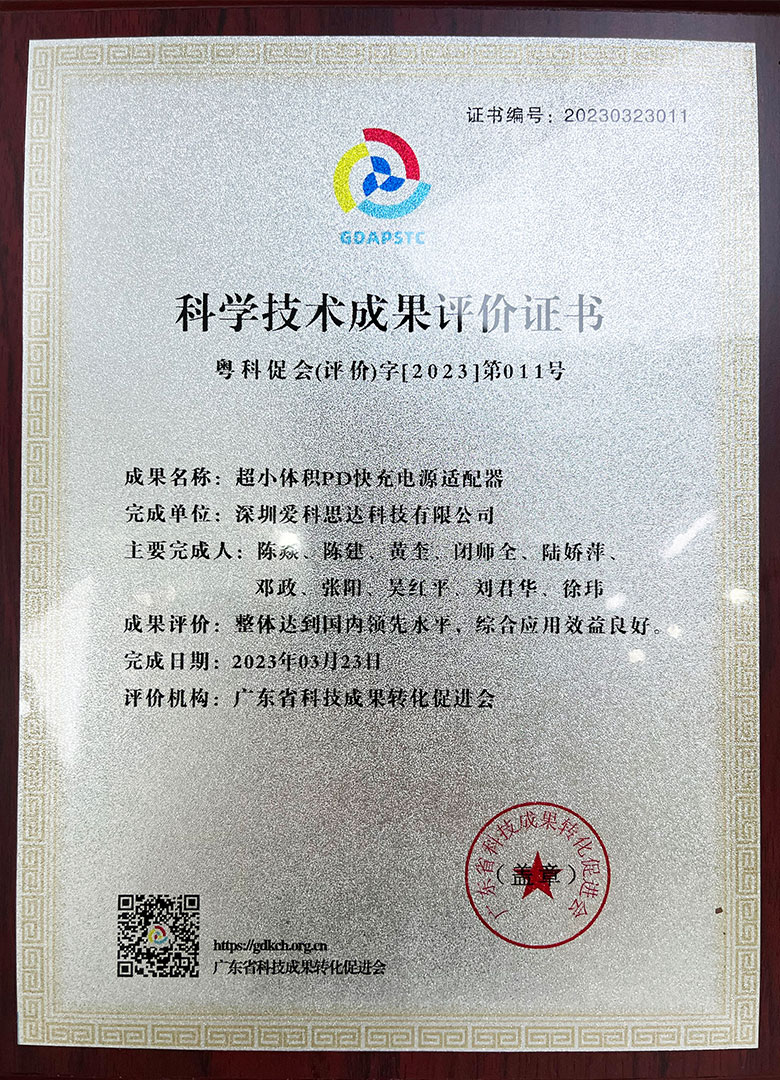 证书编号：20230323011
GDAPSTC
科学技术成果评价证书
粤科促会(评价)字[2023]第011号
成果名称：超小体积PD快充电源适配器
完成单位：深圳爱科思达科技有限公司
主要完成人：陈焱、陈建、黄奎、闭师全、陆娇萍、
邓政、张阳、吴红平、刘君华、徐玮
成果评价：整体达到国内领先水平，综合应用效益良好。
完成日期：2023年03月23日
评价机构：广东省科技成果转化促进会
广东省科技成果转化促进会
（盖章）
https://gdkch.org.cn
广东省科技成果转化促进会